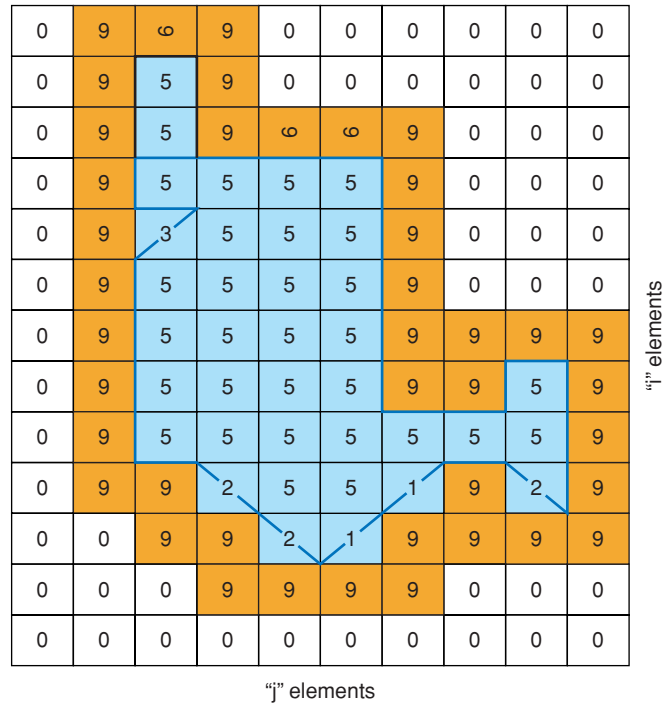 0 9 9 9 0 0 0 0 0 0
0 9 5 9 0 0 0 0 0 0
0 9 5 9 9 9 9 0 0 0
0 9 5 5 5 5 9 0 0 0
0 9 3 5 5 5 9 0 0 0
0 9 5 5 5 5 9 0 0 0
0 9 5 5 5 5 9 9 9 9
0 9 5 5 5 5 9 9 5 9
0 9 5 5 5 5 5 5 5 9
0 9 9 2 5 5 1 9 2 9
0 0 9 9 2 1 9 9 9 9
0 0 0 9 9 9 9 0 0 0
0 0 0 0 0 0 0 0 0 0
“i” elements
“j” elements